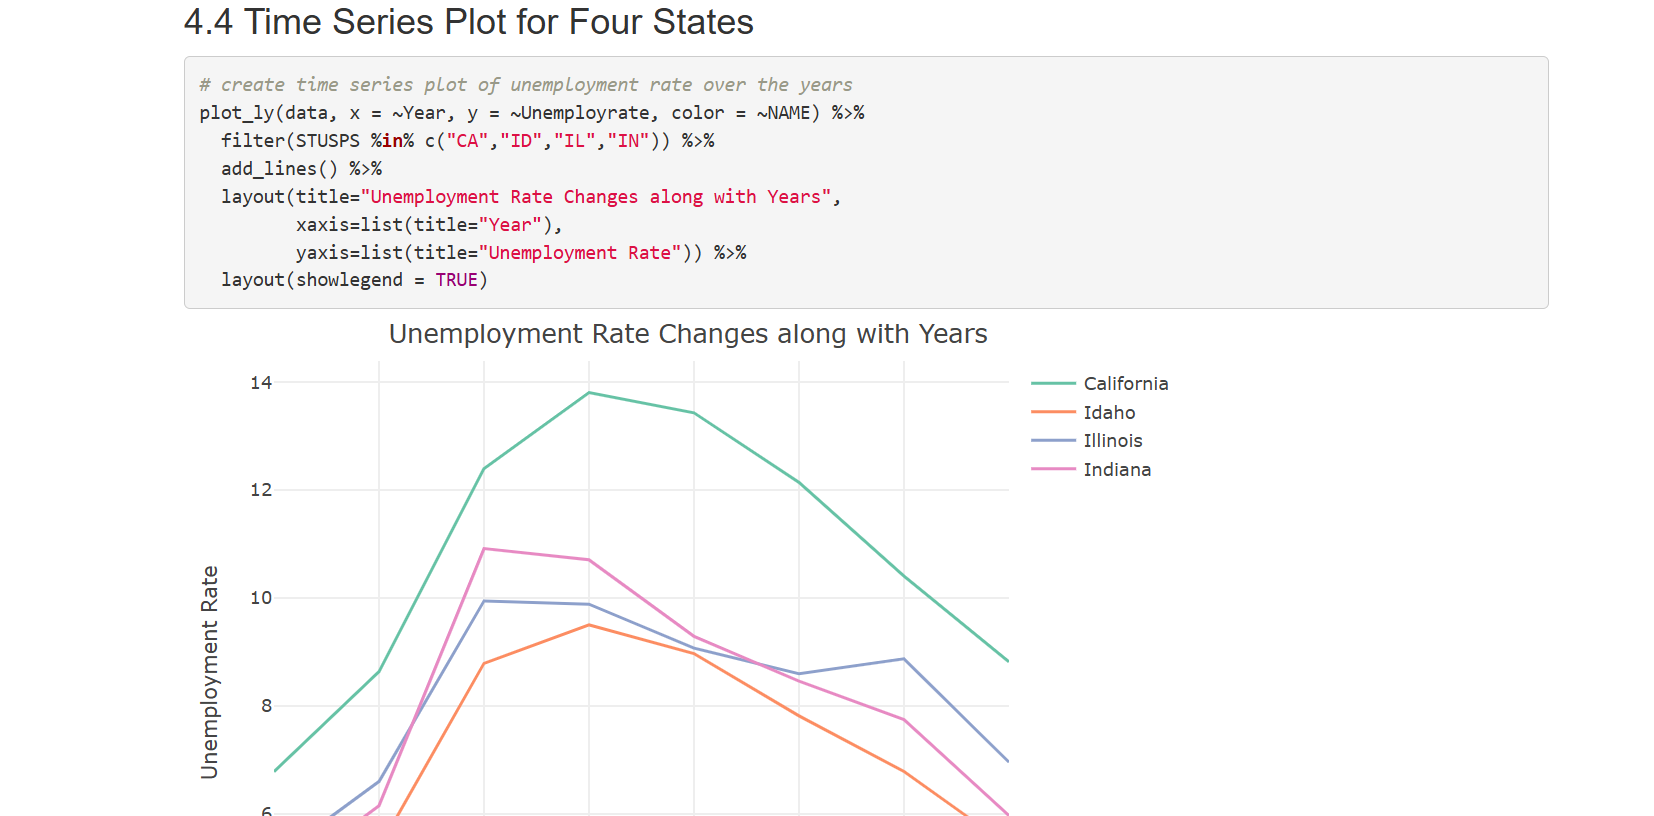 4.4 Time Series Plot for Four States
# create time series plot of unemployment rate over the years
plot_ly(data, x = ~Year, y = ~Unemployrate, color = ~NAME) %>%
  filter(STUSPS %in% c("CA","ID","IL","IN")) %>%
  add_lines() %>%
  layout(title="Unemployment Rate Changes along with Years",
         xaxis=list(title="Year"),
         yaxis=list(title="Unemployment Rate")) %>%
  layout(showlegend = TRUE)
Unemployment Rate Changes along with Years
14
12
10
8
6
Unemployment Rate
California
Idaho
Illinois
Indiana